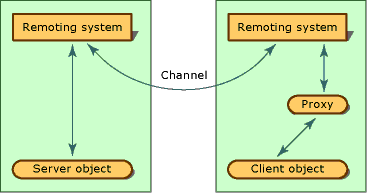 Remoting system
Remoting system
Channel
Proxy
Server object
Client object